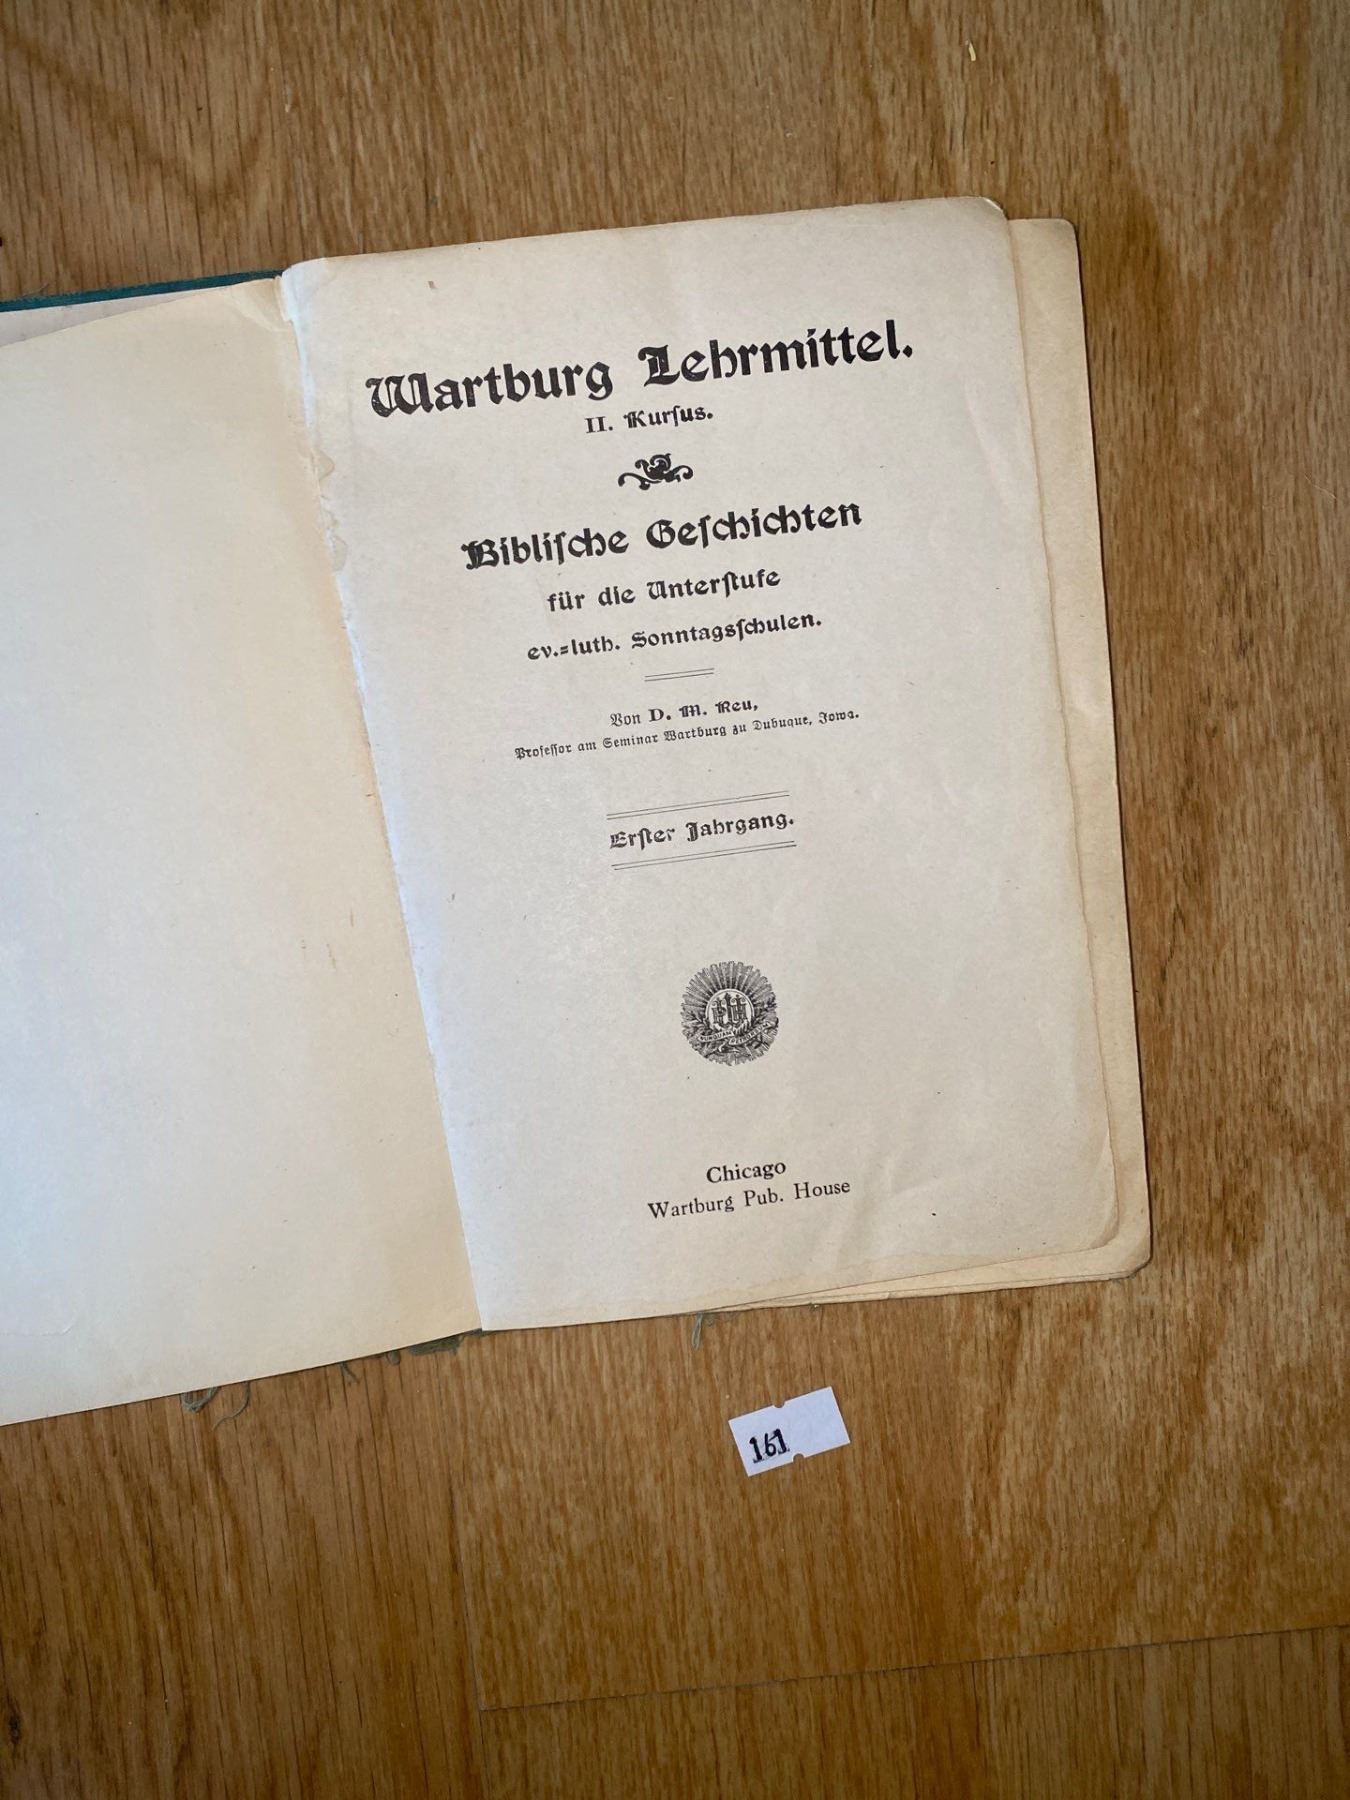 Wartburg Lehrmittel.
II. Kurſus.
Bibliſche Geſchichten
für die Unterſtufe
ev.=luth. Sonntagsſchulen.
Von D. M. Reu,
Profeſſor am Seminar Wartburg zu Dubuque, Iowa.
Erſter Jahrgang.
Chicago
Wartburg Pub. House
161